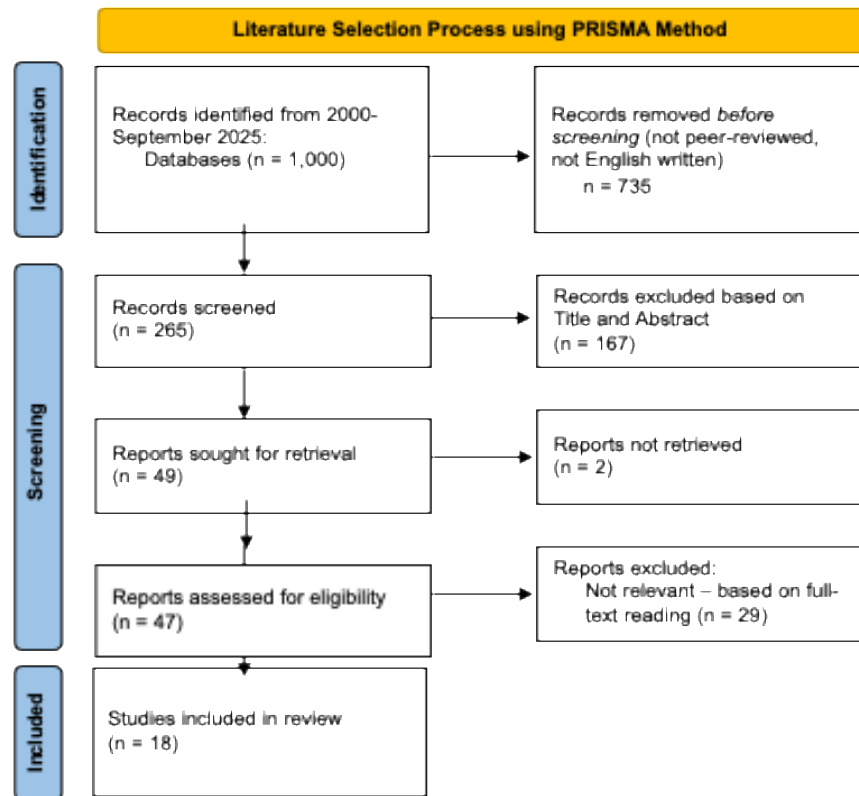 Literature Selection Process using PRISMA Method
Identification
Records identified from 2000-
September 2025:
Databases (n = 1,000)
Records removed before
screening (not peer-reviewed,
not English written)
n = 735
Screening
Records screened
(n = 265)
Records excluded based on
Title and Abstract
(n = 167)
Reports sought for retrieval
(n = 49)
Reports not retrieved
(n = 2)
Reports assessed for eligibility
(n = 47)
Reports excluded:
Not relevant – based on full-
text reading (n = 29)
Included
Studies included in review
(n = 18)